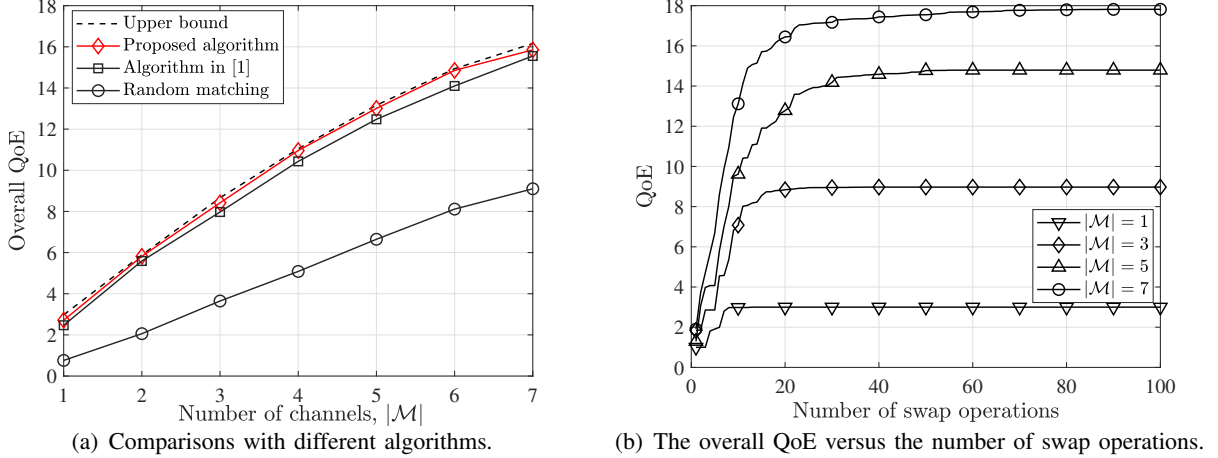 Overall QoE
18
16
14
12
10
8
6
4
2
0
Upper bound
Proposed algorithm
Algorithm in [1]
Random matching
1 2 3 4 5 6 7
Number of channels, |ℳ|
(a) Comparisons with different algorithms.
QoE
18
16
14
12
10
8
6
4
2
0
|ℳ| = 1
|ℳ| = 3
|ℳ| = 5
|ℳ| = 7
0 20 40 60 80 100
Number of swap operations
(b) The overall QoE versus the number of swap operations.